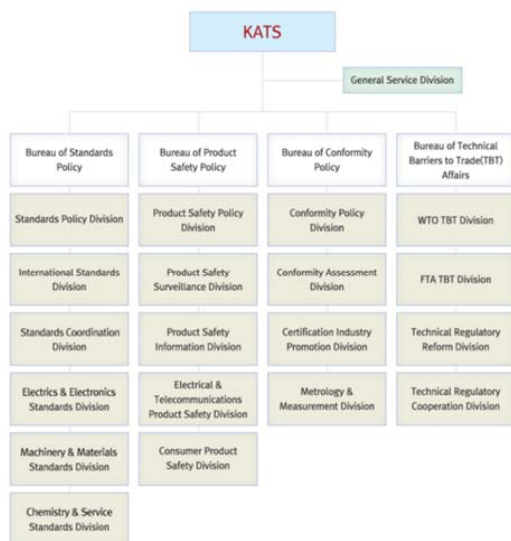 KATS
General Service Division
Bureau of Standards
Policy
Standards Policy Division
International Standards
Division
Standards Coordination
Division
Electrics & Electronics
Standards Division
Machinery & Materials
Standards Division
Chemistry & Service
Standards Division
Bureau of Product
Safety Policy
Product Safety Policy
Division
Product Safety
Surveillance Division
Product Safety
Information Division
Electrical &
Telecommunications
Product Safety Division
Consumer Product
Safety Division
Bureau of Conformity
Policy
Conformity Policy
Division
Conformity Assessment
Division
Certification Industry
Promotion Division
Metrology &
Measurement Division
Bureau of Technical
Barriers to Trade(TBT)
Affairs
WTO TBT Division
FTA TBT Division
Technical Regulatory
Reform Division
Technical Regulatory
Cooperation Division